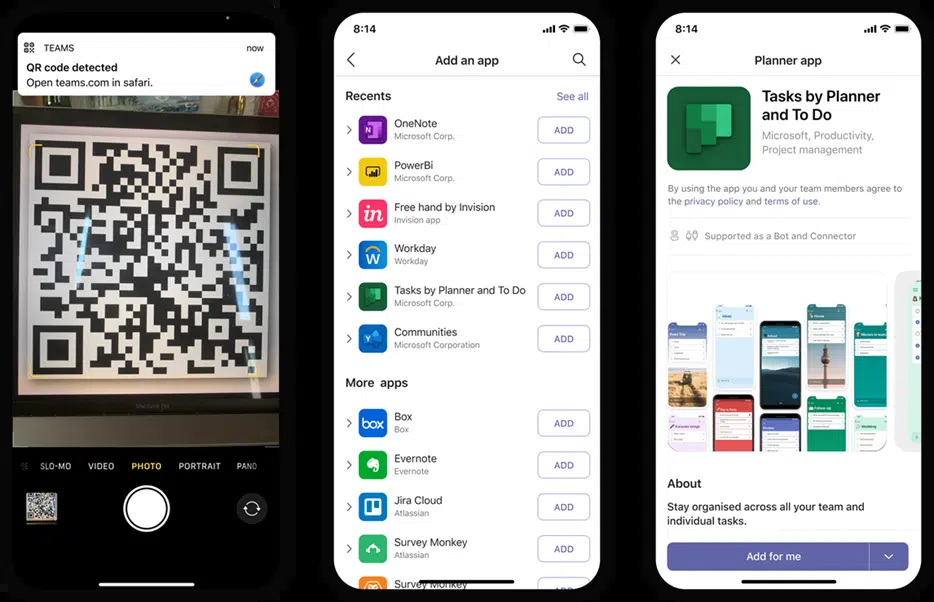 TEAMS
now
QR code detected
Open teams.com in safari.
SLO-MO
VIDEO
PHOTO
PORTRAIT
PANO
8:14
Add an app
Recents
See all
OneNote
Microsoft Corp.
ADD
PowerBi
Microsoft Corp.
ADD
Free hand by Invision
Invision app
ADD
Workday
Workday
ADD
Tasks by Planner and To Do
Microsoft Corp.
ADD
Communities
Microsoft Corporation
ADD
More apps
box
Box
Box
ADD
Evernote
Evernote
ADD
Jira Cloud
Atlassian
ADD
Survey Monkey
Atlassian
ADD
Survey Monkey
ADD
8:14
Planner app
Tasks by Planner
and To Do
Microsoft, Productivity,
Project management
By using the app you and your team members agree to
the privacy policy and terms of use.
Supported as a Bot and Connector
About
Stay organised across all your team and
individual tasks.
Add for me